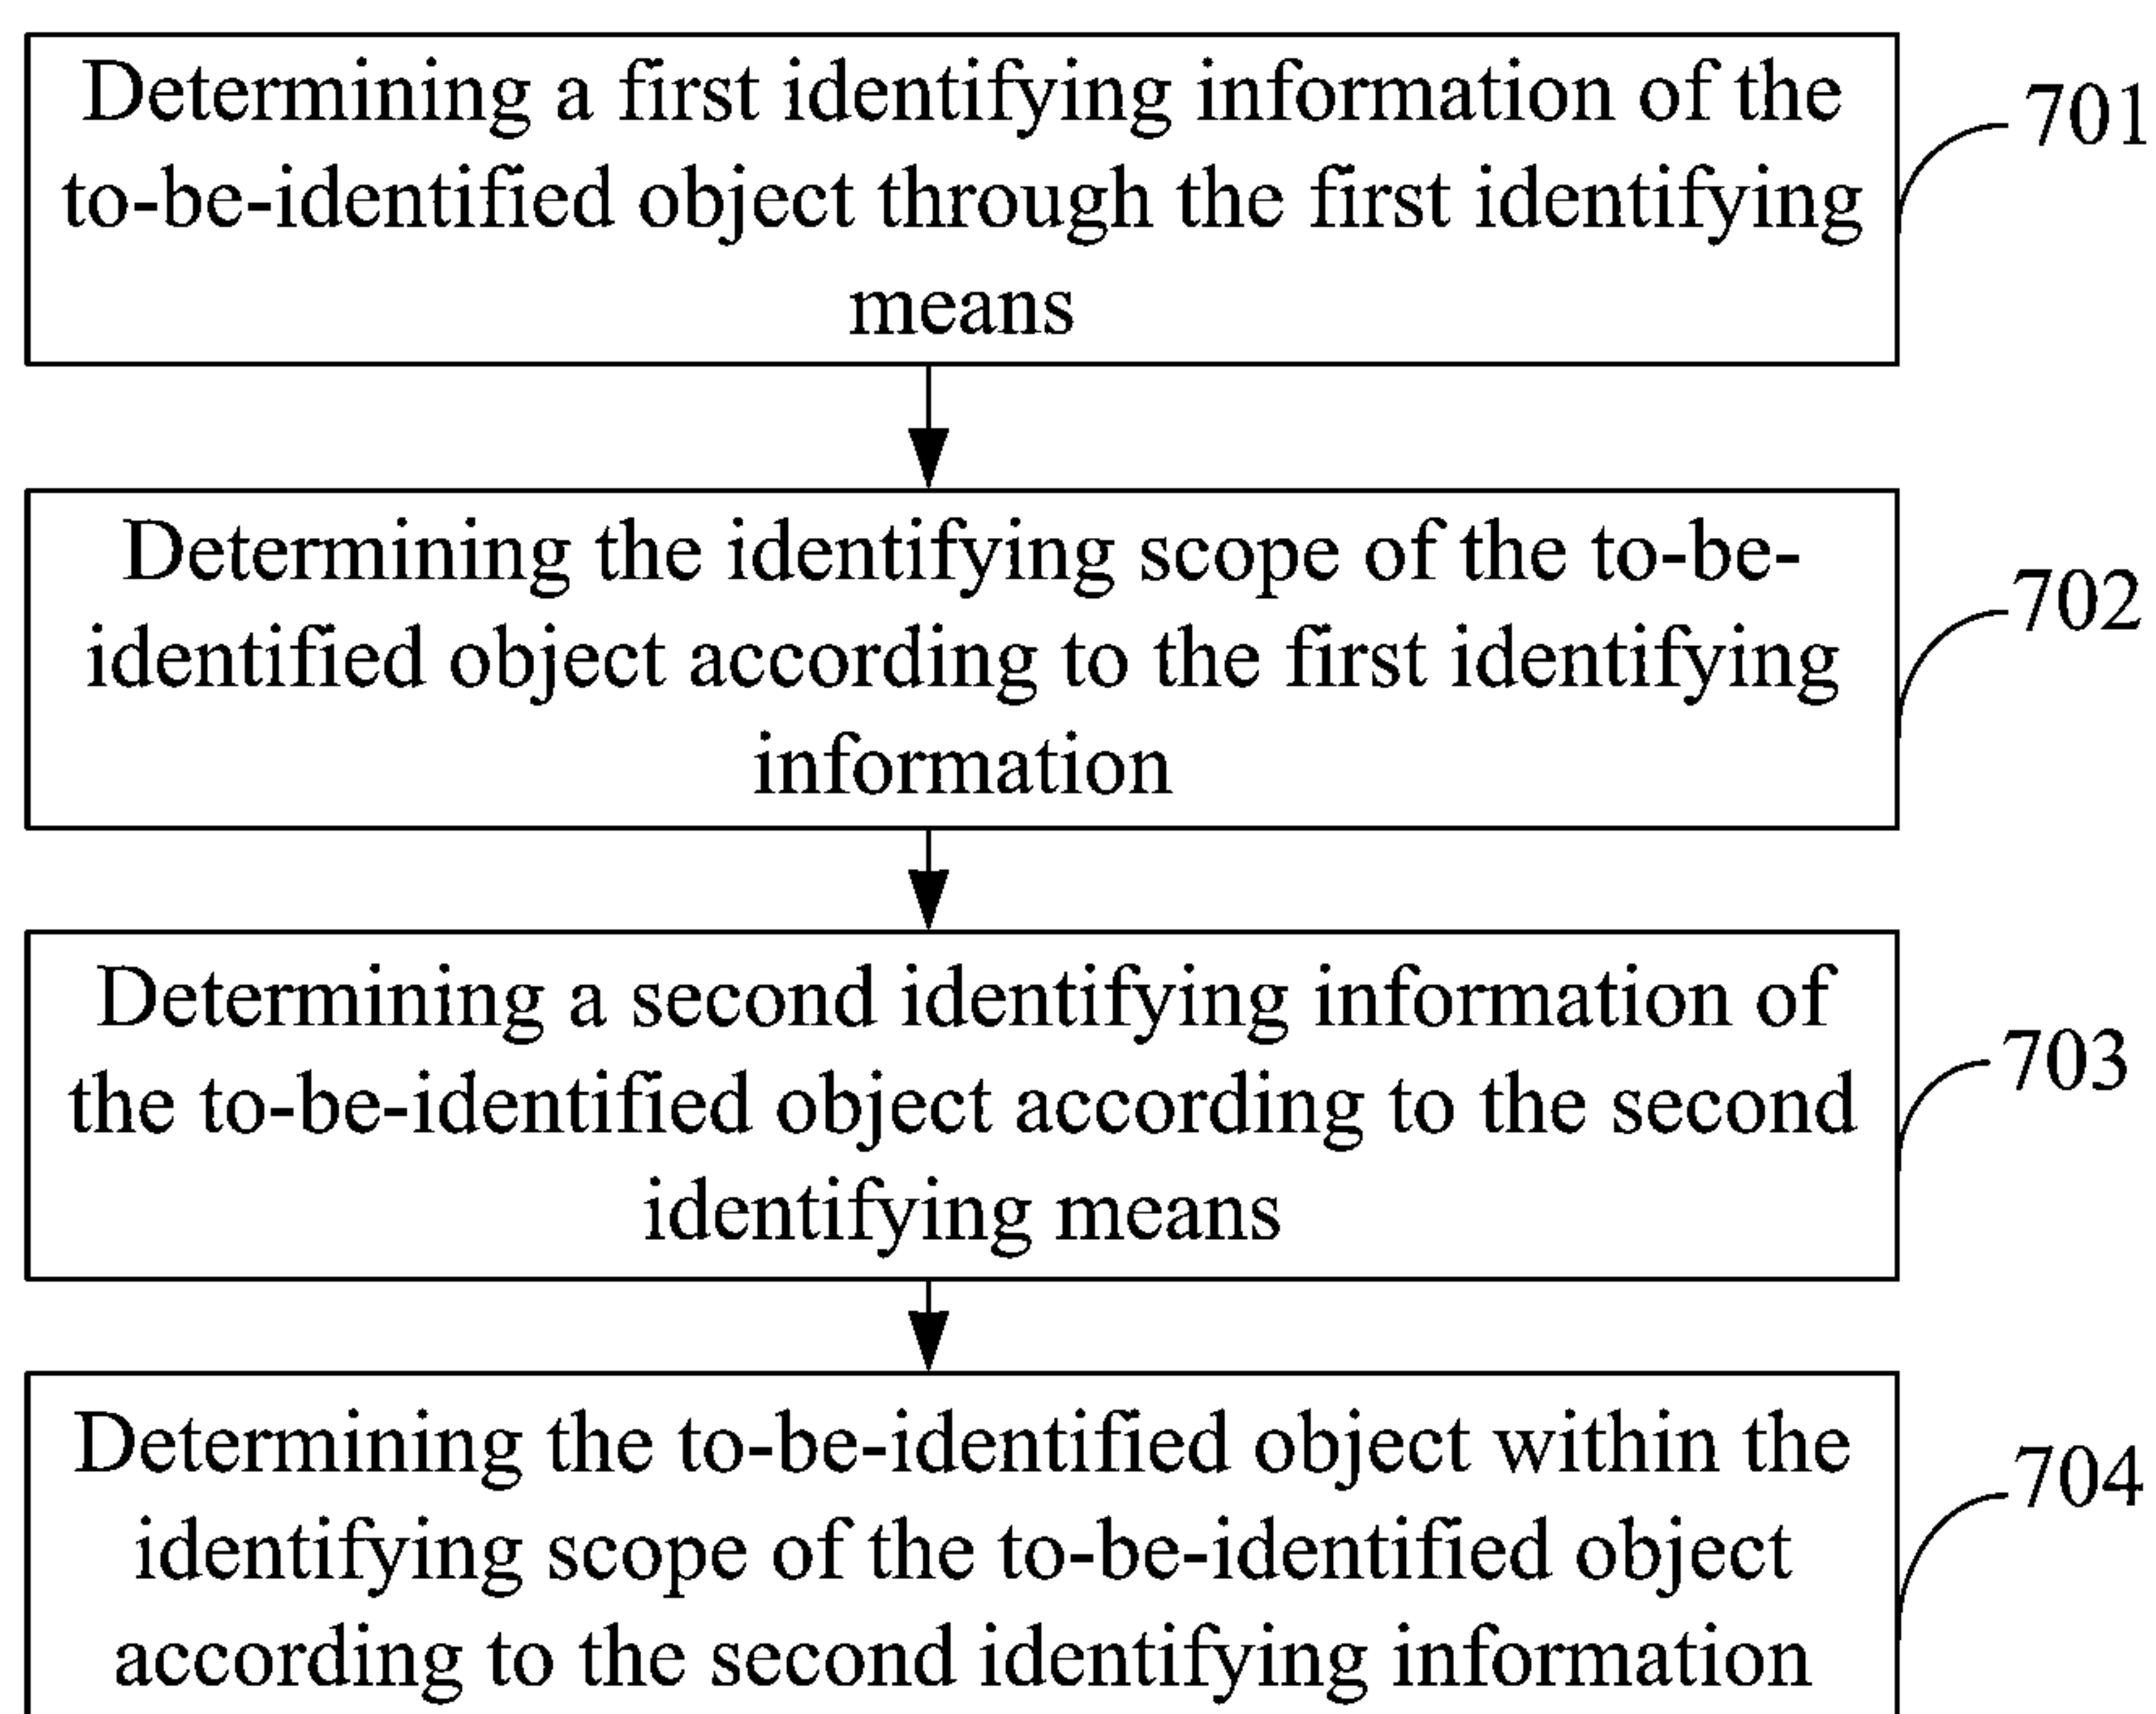 Determining a first identifying information of the
to-be-identified object through the first identifying
means
701
Determining the identifying scope of the to-be-
identified object according to the first identifying
information
702
Determining a second identifying information of
the to-be-identified object according to the second
identifying means
703
Determining the to-be-identified object within the
identifying scope of the to-be-identified object
according to the second identifying information
704